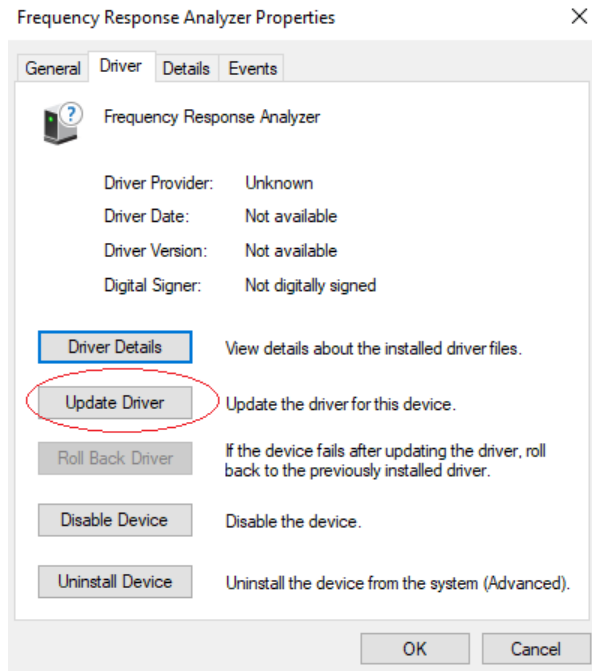 Frequency Response Analyzer Properties
General Driver Details Events
Frequency Response Analyzer
Driver Provider: Unknown
Driver Date: Not available
Driver Version: Not available
Digital Signer: Not digitally signed
Driver Details View details about the installed driver files.
Update Driver Update the driver for this device.
Roll Back Driver If the device fails after updating the driver, roll
back to the previously installed driver.
Disable Device Disable the device.
Uninstall Device Uninstall the device from the system (Advanced).
OK Cancel